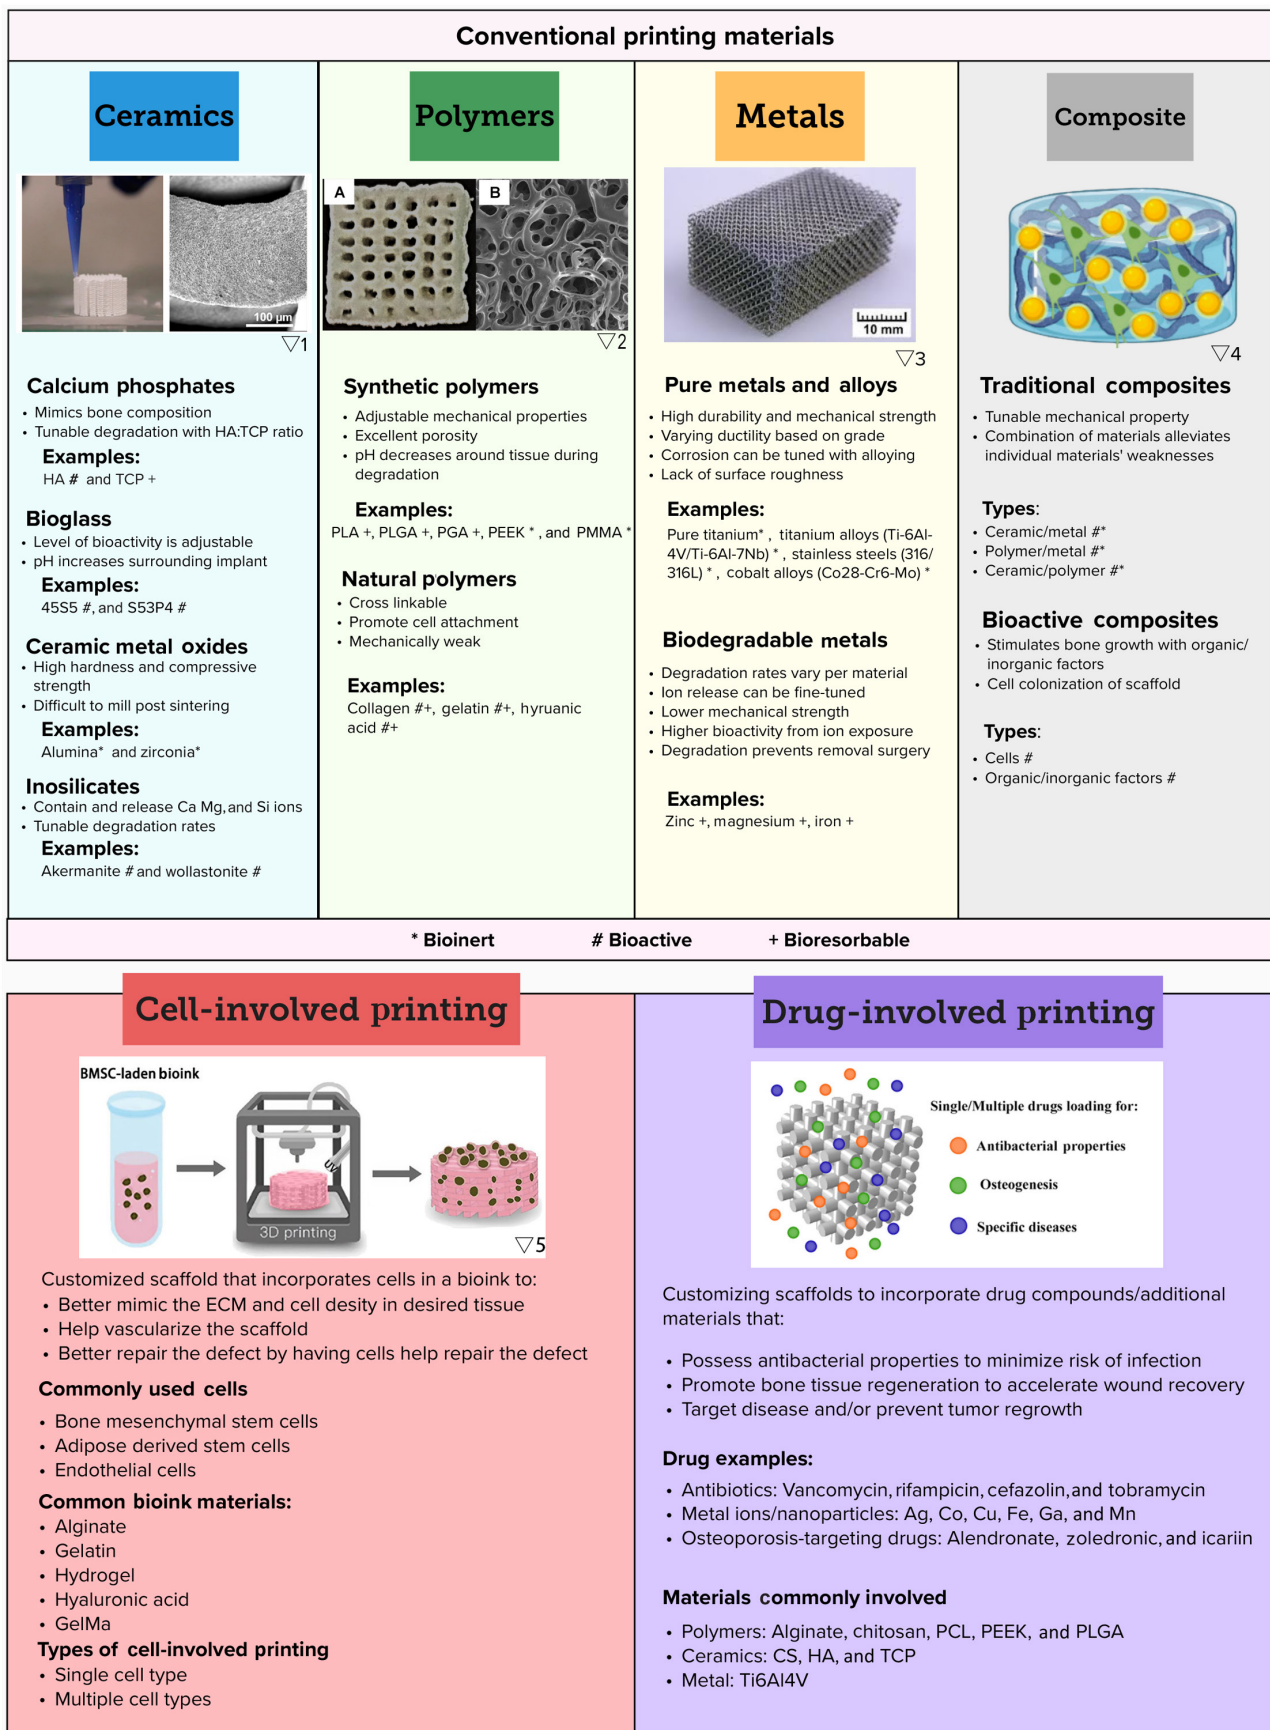 Conventional printing materials
Ceramics
100 µm
▽1
Calcium phosphates
• Mimics bone composition
• Tunable degradation with HA:TCP ratio
Examples:
HA # and TCP +
Bioglass
• Level of bioactivity is adjustable
• pH increases surrounding implant
Examples:
45S5 #, and S53P4 #
Ceramic metal oxides
• High hardness and compressive
strength
• Difficult to mill post sintering
Examples:
Alumina* and zirconia*
Inosilicates
• Contain and release Ca Mg, and Si ions
• Tunable degradation rates
Examples:
Akermanite # and wollastonite #
Polymers
A
B
▽2
Synthetic polymers
• Adjustable mechanical properties
• Excellent porosity
• pH decreases around tissue during
degradation
Examples:
PLA +, PLGA +, PGA +, PEEK * , and PMMA *
Natural polymers
• Cross linkable
• Promote cell attachment
• Mechanically weak
Examples:
Collagen #+, gelatin #+, hyruanic
acid #+
Metals
10 mm
▽3
Pure metals and alloys
• High durability and mechanical strength
• Varying ductility based on grade
• Corrosion can be tuned with alloying
• Lack of surface roughness
Examples:
Pure titanium* , titanium alloys (Ti-6Al-
4V/Ti-6Al-7Nb) * , stainless steels (316/
316L) * , cobalt alloys (Co28-Cr6-Mo) *
Biodegradable metals
• Degradation rates vary per material
• Ion release can be fine-tuned
• Lower mechanical strength
• Higher bioactivity from ion exposure
• Degradation prevents removal surgery
Examples:
Zinc +, magnesium +, iron +
Composite
▽4
Traditional composites
• Tunable mechanical property
• Combination of materials alleviates
individual materials' weaknesses
Types:
• Ceramic/metal #*
• Polymer/metal #*
• Ceramic/polymer #*
Bioactive composites
• Stimulates bone growth with organic/
inorganic factors
• Cell colonization of scaffold
Types:
• Cells #
• Organic/inorganic factors #
* Bioinert # Bioactive + Bioresorbable
Cell-involved printing
BMSC-laden bioink
UV
3D printing
▽5
Customized scaffold that incorporates cells in a bioink to:
• Better mimic the ECM and cell desity in desired tissue
• Help vascularize the scaffold
• Better repair the defect by having cells help repair the defect
Commonly used cells
• Bone mesenchymal stem cells
• Adipose derived stem cells
• Endothelial cells
Common bioink materials:
• Alginate
• Gelatin
• Hydrogel
• Hyaluronic acid
• GelMa
Types of cell-involved printing
• Single cell type
• Multiple cell types
Drug-involved printing
Single/Multiple drugs loading for:
Antibacterial properties
Osteogenesis
Specific diseases
Customizing scaffolds to incorporate drug compounds/additional
materials that:
• Possess antibacterial properties to minimize risk of infection
• Promote bone tissue regeneration to accelerate wound recovery
• Target disease and/or prevent tumor regrowth
Drug examples:
• Antibiotics: Vancomycin, rifampicin, cefazolin, and tobramycin
• Metal ions/nanoparticles: Ag, Co, Cu, Fe, Ga, and Mn
• Osteoporosis-targeting drugs: Alendronate, zoledronic, and icariin
Materials commonly involved
• Polymers: Alginate, chitosan, PCL, PEEK, and PLGA
• Ceramics: CS, HA, and TCP
• Metal: Ti6Al4V